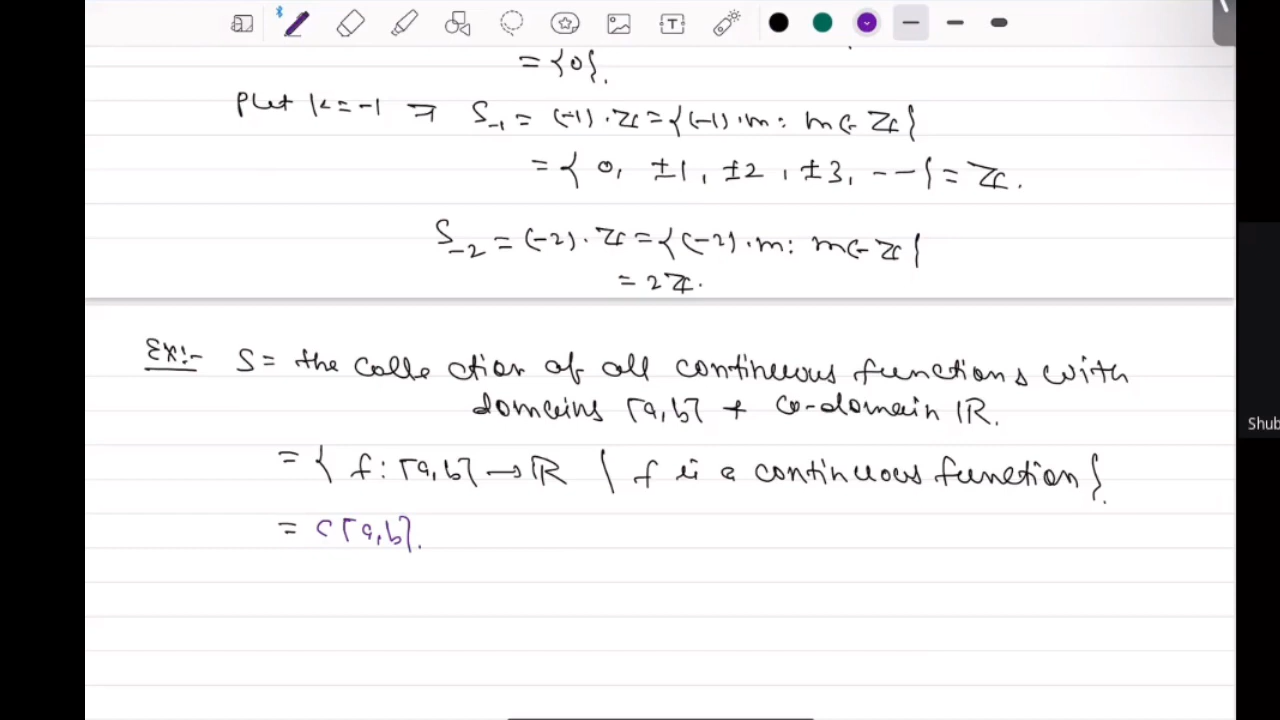 = {0}.
Put k = -1 ⇒ S₋₁ = (-1)·ℤ = {(-1)·m : m ∈ ℤ}
= {0, ±1, ±2, ±3, ---} = ℤ.
S₋₂ = (-2)·ℤ = {(-2)·m : m ∈ ℤ}
= 2ℤ.
Ex:- S = the collection of all continuous functions with
domains [a,b] + co-domain ℝ.
= { f : [a,b] → ℝ | f is a continuous function}.
= C[a,b].
Shub